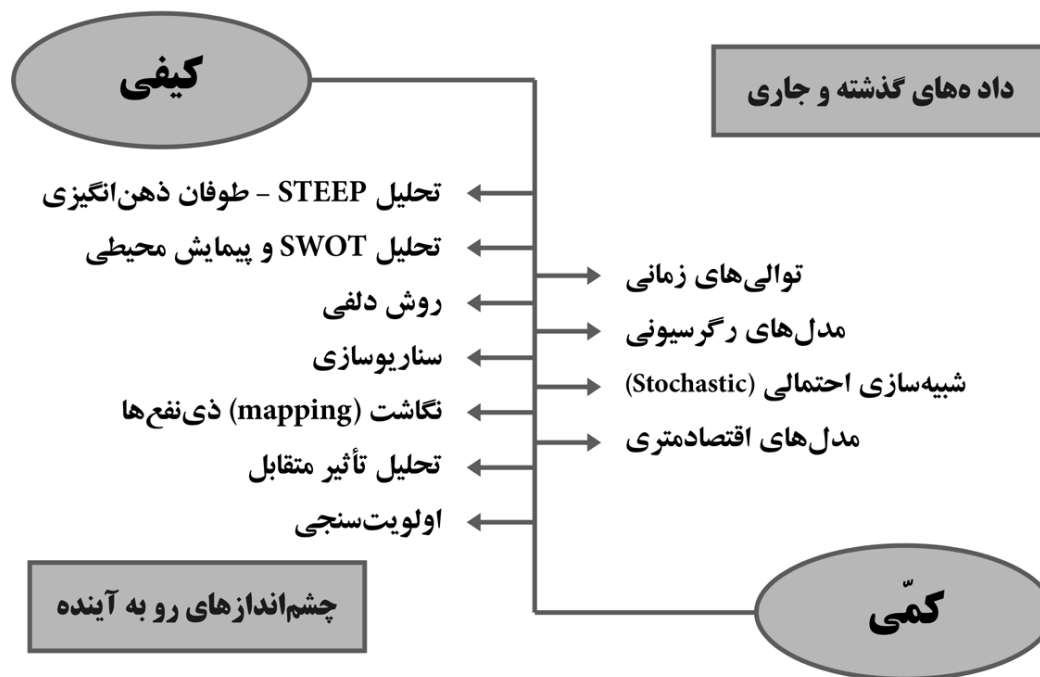 کیفی
داده‌های گذشته و جاری
تحلیل STEEP – طوفان ذهن‌انگیزی
تحلیل SWOT و پیمایش محیطی
روش دلفی
سناریوسازی
نگاشت (mapping) ذی‌نفع‌ها
تحلیل تأثیر متقابل
اولویت‌سنجی
توالی‌های زمانی
مدل‌های رگرسیونی
شبیه‌سازی احتمالی (Stochastic)
مدل‌های اقتصادمتری
چشم‌اندازهای رو به آینده
کمّی